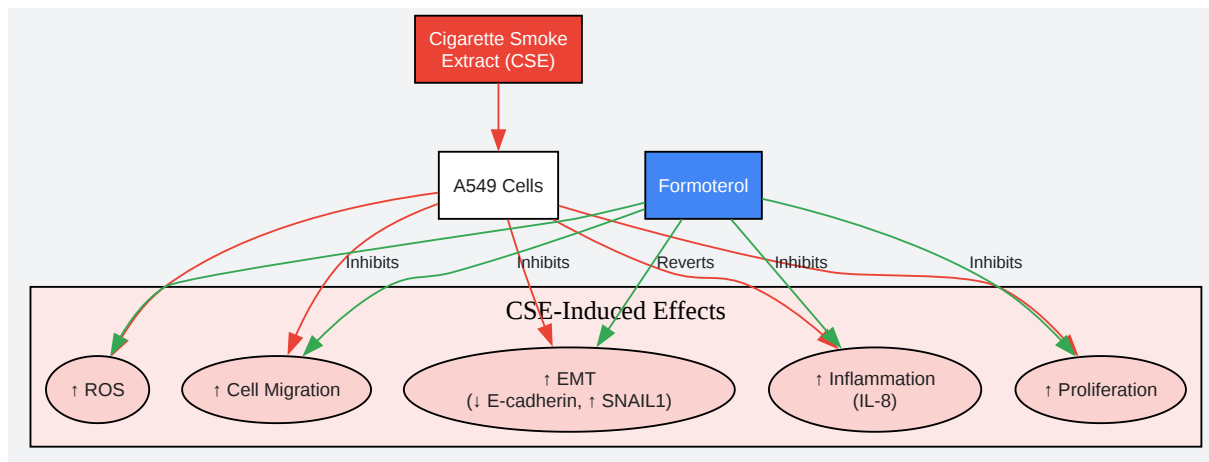 Cigarette Smoke
Extract (CSE)
A549 Cells
Formoterol
Inhibits
Inhibits
Reverts
Inhibits
Inhibits
CSE-Induced Effects
↑ ROS
↑ Cell Migration
↑ EMT
(↓ E-cadherin, ↑ SNAIL1)
↑ Inflammation
(IL-8)
↑ Proliferation